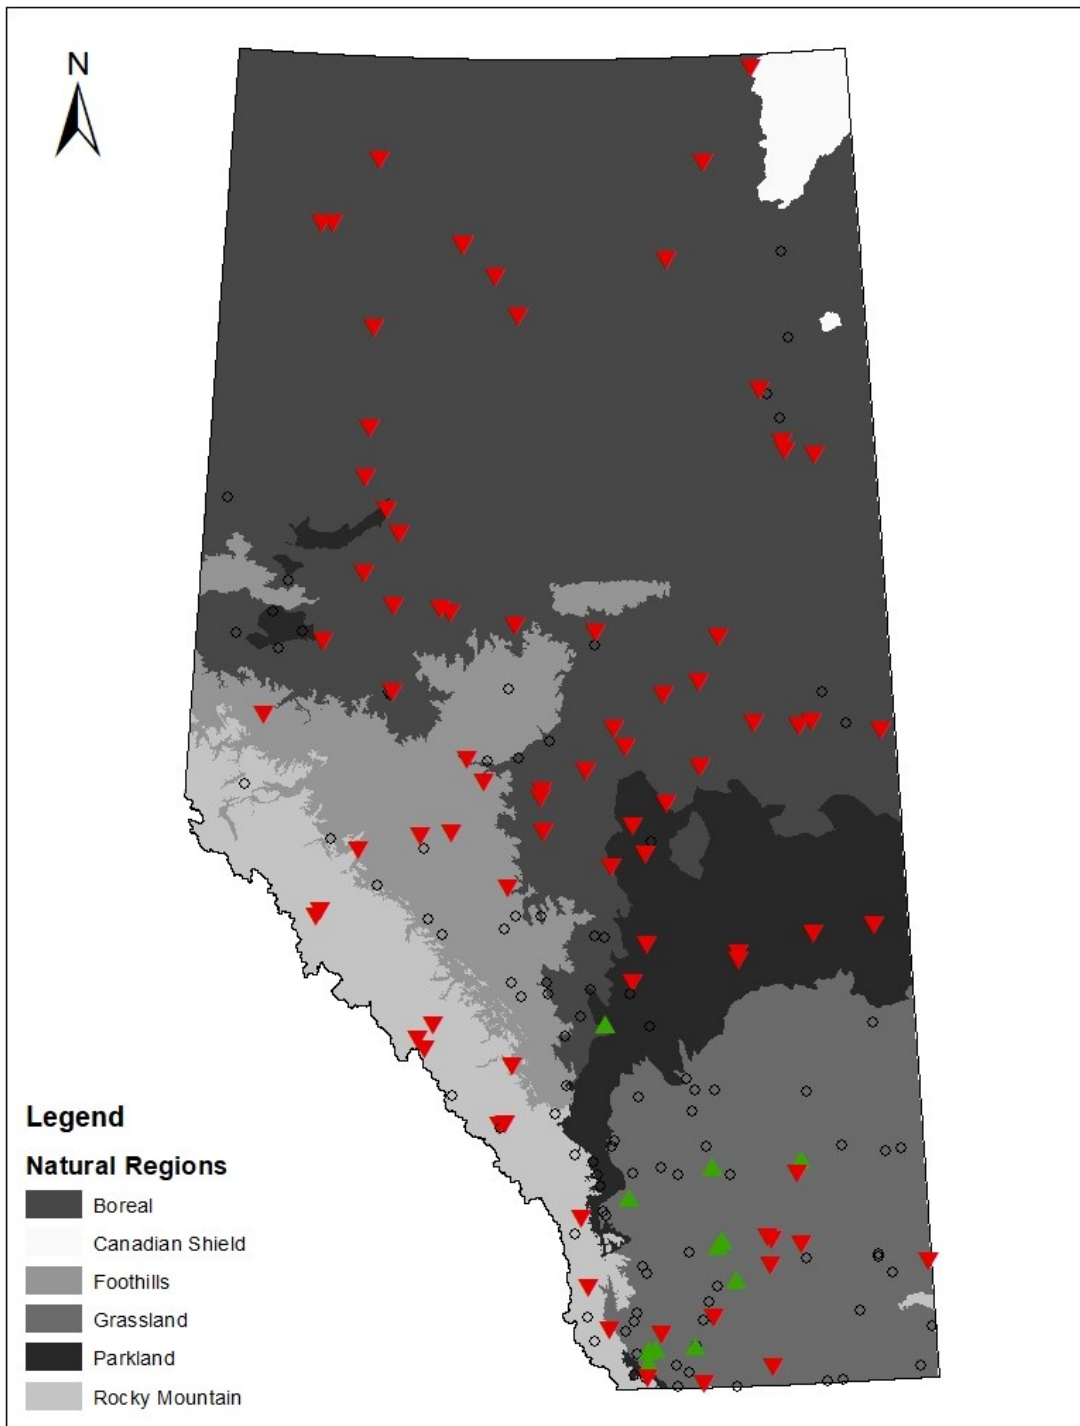 N
Legend
Natural Regions
Boreal
Canadian Shield
Foothills
Grassland
Parkland
Rocky Mountain